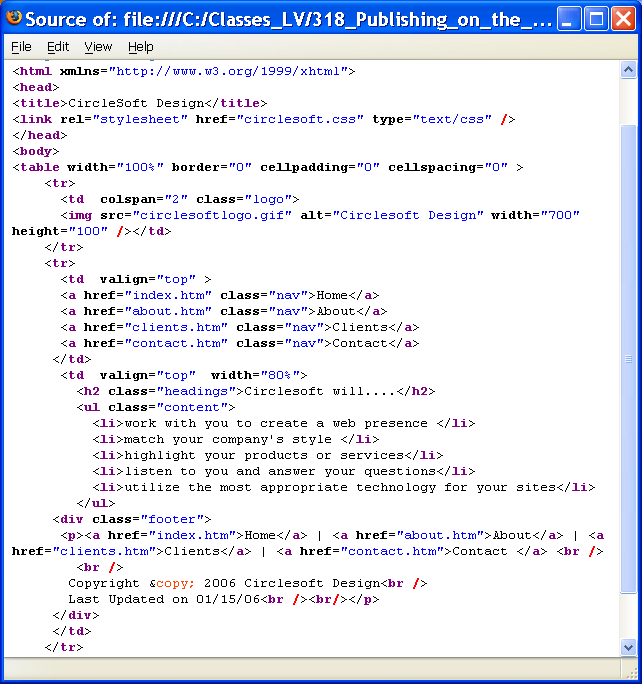 Source of: file:///C:/Classes_LV/318_Publishing_on_the_...
File Edit View Help
<html xmlns="http://www.w3.org/1999/xhtml">
<head>
<title>CircleSoft Design</title>
<link rel="stylesheet" href="circlesoft.css" type="text/css" />
</head>
<body>
<table width="100%" border="0" cellpadding="0" cellspacing="0" >
<tr>
<td  colspan="2" class="logo">
<img src="circlesoftlogo.gif" alt="Circlesoft Design" width="700"
height="100" /></td>
</tr>
<tr>
<td  valign="top" >
<a href="index.htm" class="nav">Home</a>
<a href="about.htm" class="nav">About</a>
<a href="clients.htm" class="nav">Clients</a>
<a href="contact.htm" class="nav">Contact</a>
</td>
<td  valign="top"  width="80%">
<h2 class="headings">Circlesoft will....</h2>
<ul class="content">
<li>work with you to create a web presence </li>
<li>match your company's style </li>
<li>highlight your products or services</li>
<li>listen to you and answer your questions</li>
<li>utilize the most appropriate technology for your sites</li>
</ul>
<div class="footer">
<p><a href="index.htm">Home</a> | <a href="about.htm">About</a> | <a
href="clients.htm">Clients</a> | <a href="contact.htm">Contact </a> <br />
<br />
Copyright &copy; 2006 Circlesoft Design<br />
Last Updated on 01/15/06<br /><br/></p>
</div>
</td>
</tr>